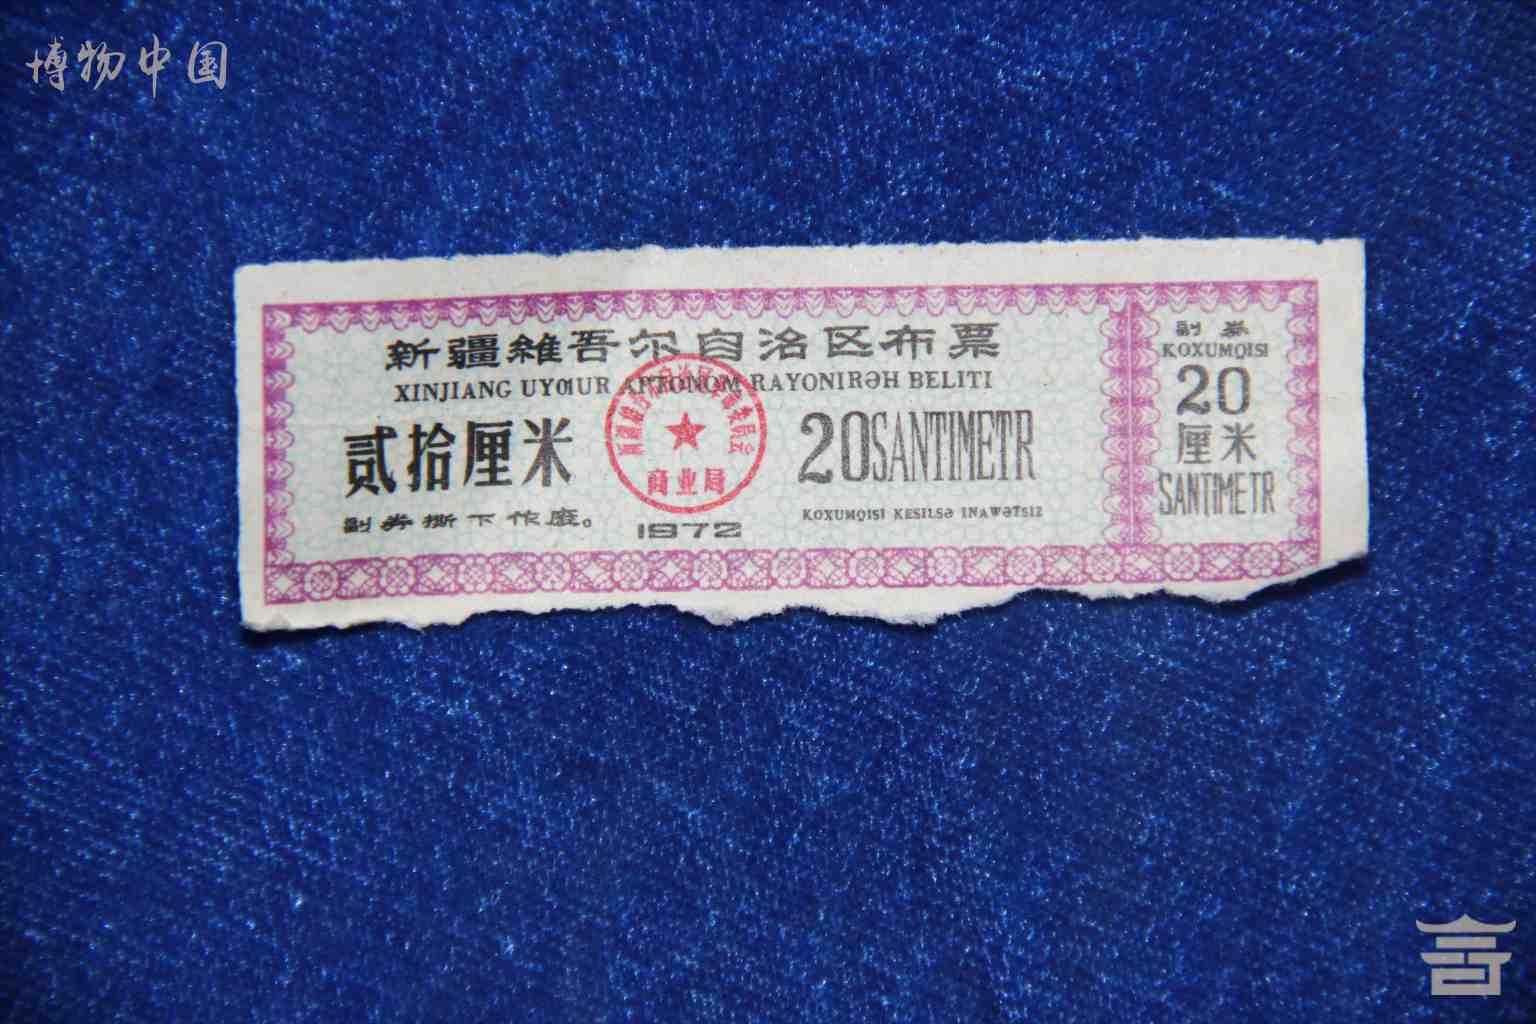 博物中国
新疆維吾尔自治区布票
XINJIANG UYƢUR APTONOM RAYONIRƏH BELITI
贰拾厘米
20SANTIMETR
商业局
副券撕下作废。
1972
KOXUMQISI KESILSƏ INAWƏTSIZ
副券
KOXUMQISI
20
厘米
SANTIMETR